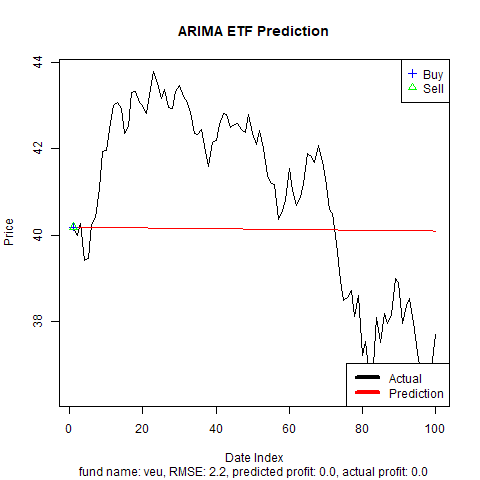 ARIMA ETF Prediction
Buy
Sell
Price
44
42
40
38
Actual
Prediction
0 20 40 60 80 100
Date Index
fund name: veu, RMSE: 2.2, predicted profit: 0.0, actual profit: 0.0